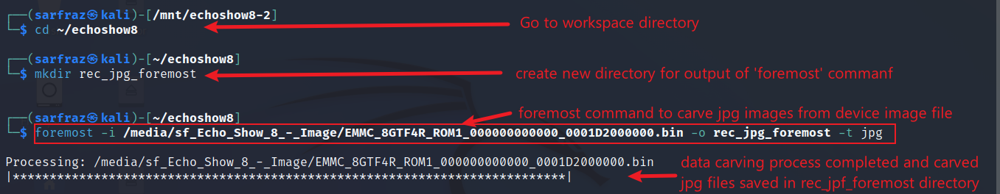 ┌──(sarfraz㉿kali)-[/mnt/echoshow8-2]
└─$ cd ~/echoshow8
Go to workspace directory
┌──(sarfraz㉿kali)-[~/echoshow8]
└─$ mkdir rec_jpg_foremost
create new directory for output of 'foremost' commanf
┌──(sarfraz㉿kali)-[~/echoshow8]
foremost command to carve jpg images from device image file
└─$ foremost -i /media/sf_Echo_Show_8_-_Image/EMMC_8GTF4R_ROM1_000000000000_0001D2000000.bin -o rec_jpg_foremost -t jpg
Processing: /media/sf_Echo_Show_8_-_Image/EMMC_8GTF4R_ROM1_000000000000_0001D2000000.bin
|***************************************************************************|
data carving process completed and carved
jpg files saved in rec_jpf_foremost directory